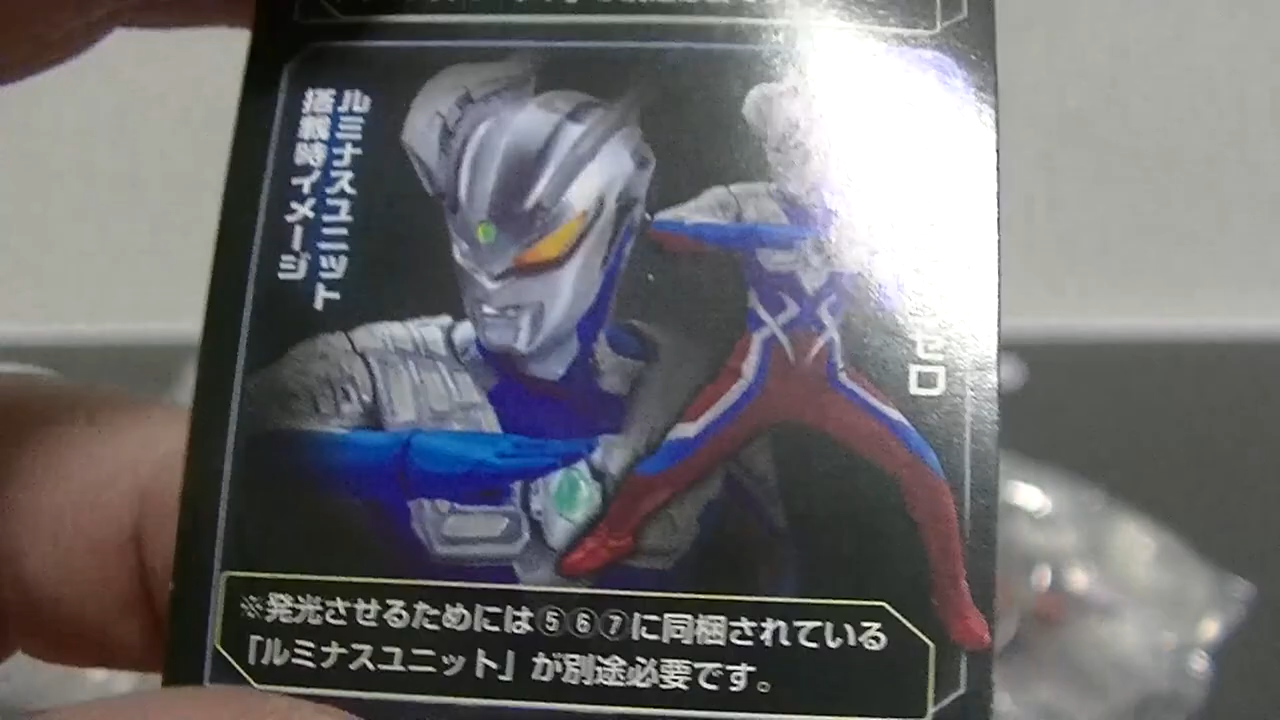 ルミナスユニット
搭載時イメージ
ゼロ
※発光させるためには⑤⑥⑦に同梱されている
「ルミナスユニット」が別途必要です。